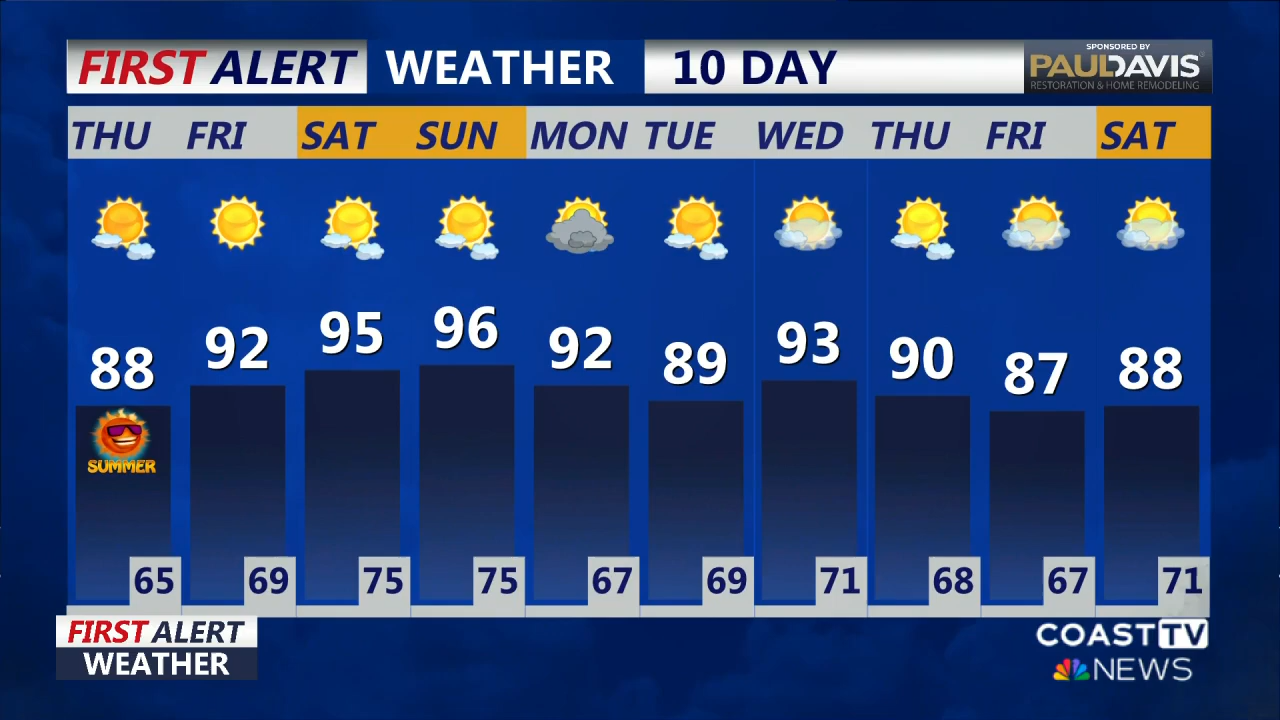 FIRST ALERT WEATHER 10 DAY
SPONSORED BY
PAULDAVIS
RESTORATION & HOME REMODELING
THU FRI SAT SUN MON TUE WED THU FRI SAT
88 92 95 96 92 89 93 90 87 88
SUMMER
65 69 75 75 67 69 71 68 67 71
FIRST ALERT
WEATHER
COAST TV
NEWS